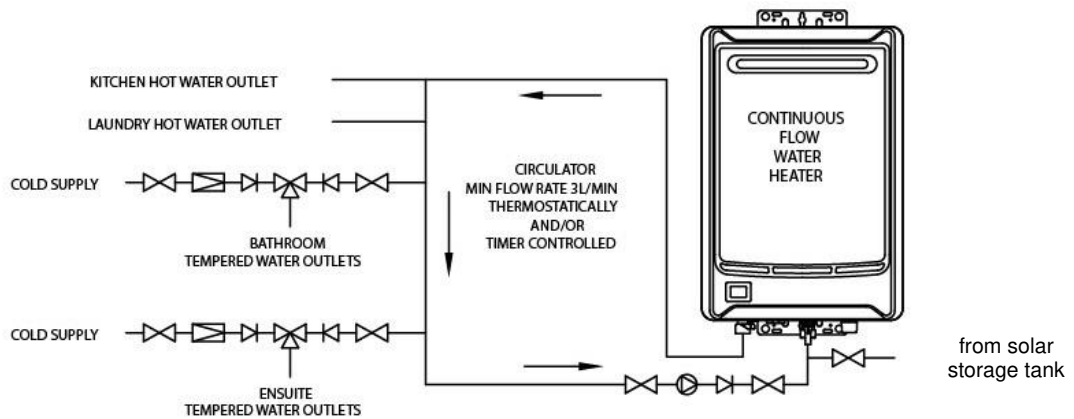 KITCHEN HOT WATER OUTLET
LAUNDRY HOT WATER OUTLET
COLD SUPPLY
BATHROOM
TEMPERED WATER OUTLETS
COLD SUPPLY
ENSUITE
TEMPERED WATER OUTLETS
CIRCULATOR
MIN FLOW RATE 3L/MIN
THERMOSTATICALLY
AND/OR
TIMER CONTROLLED
CONTINUOUS
FLOW
WATER
HEATER
from solar
storage tank